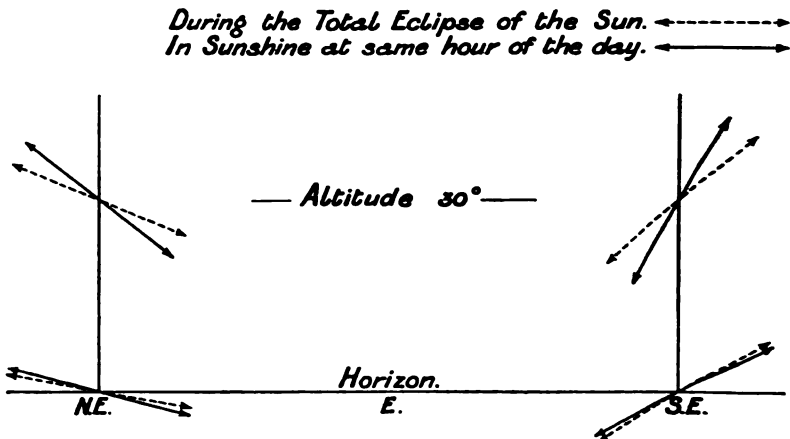 During the Total Eclipse of the Sun.
In Sunshine at same hour of the day.
Altitude 30°
Horizon.
N.E. E. S.E.